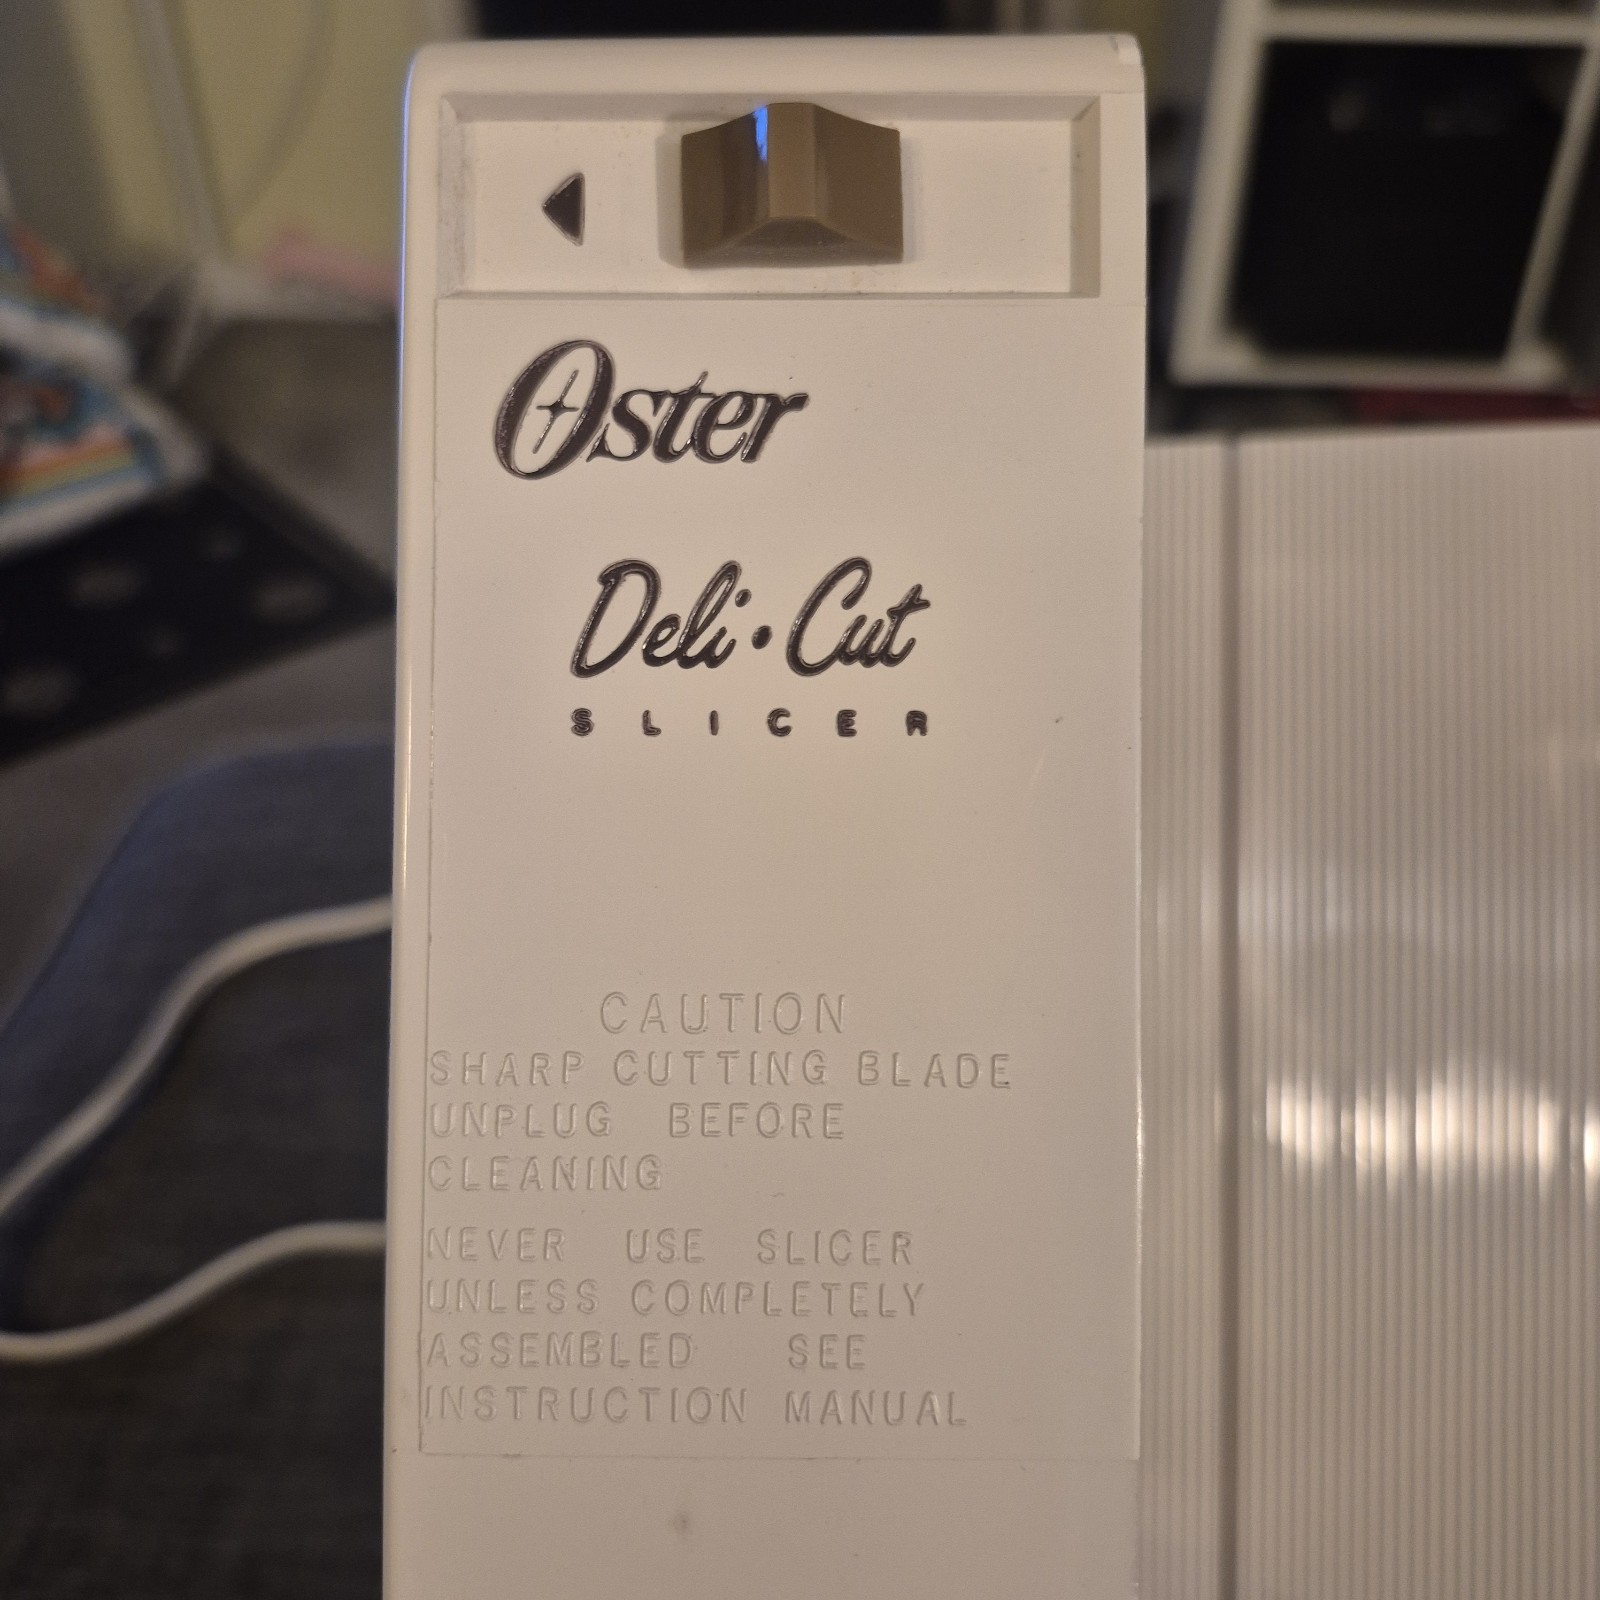 Oster
Deli·Cut
SLICER
CAUTION
SHARP CUTTING BLADE
UNPLUG BEFORE
CLEANING
NEVER USE SLICER
UNLESS COMPLETELY
ASSEMBLED SEE
INSTRUCTION MANUAL